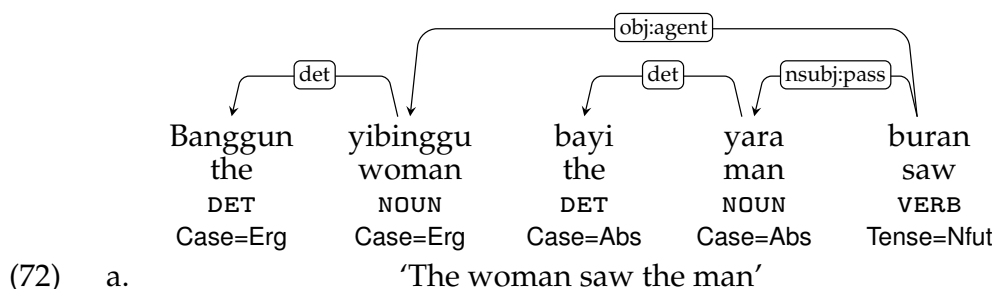 obj:agent
det det nsubj:pass
Banggun yibinggu bayi yara buran
the woman the man saw
DET NOUN DET NOUN VERB
Case=Erg Case=Erg Case=Abs Case=Abs Tense=Nfut
(72) a. ‘The woman saw the man’